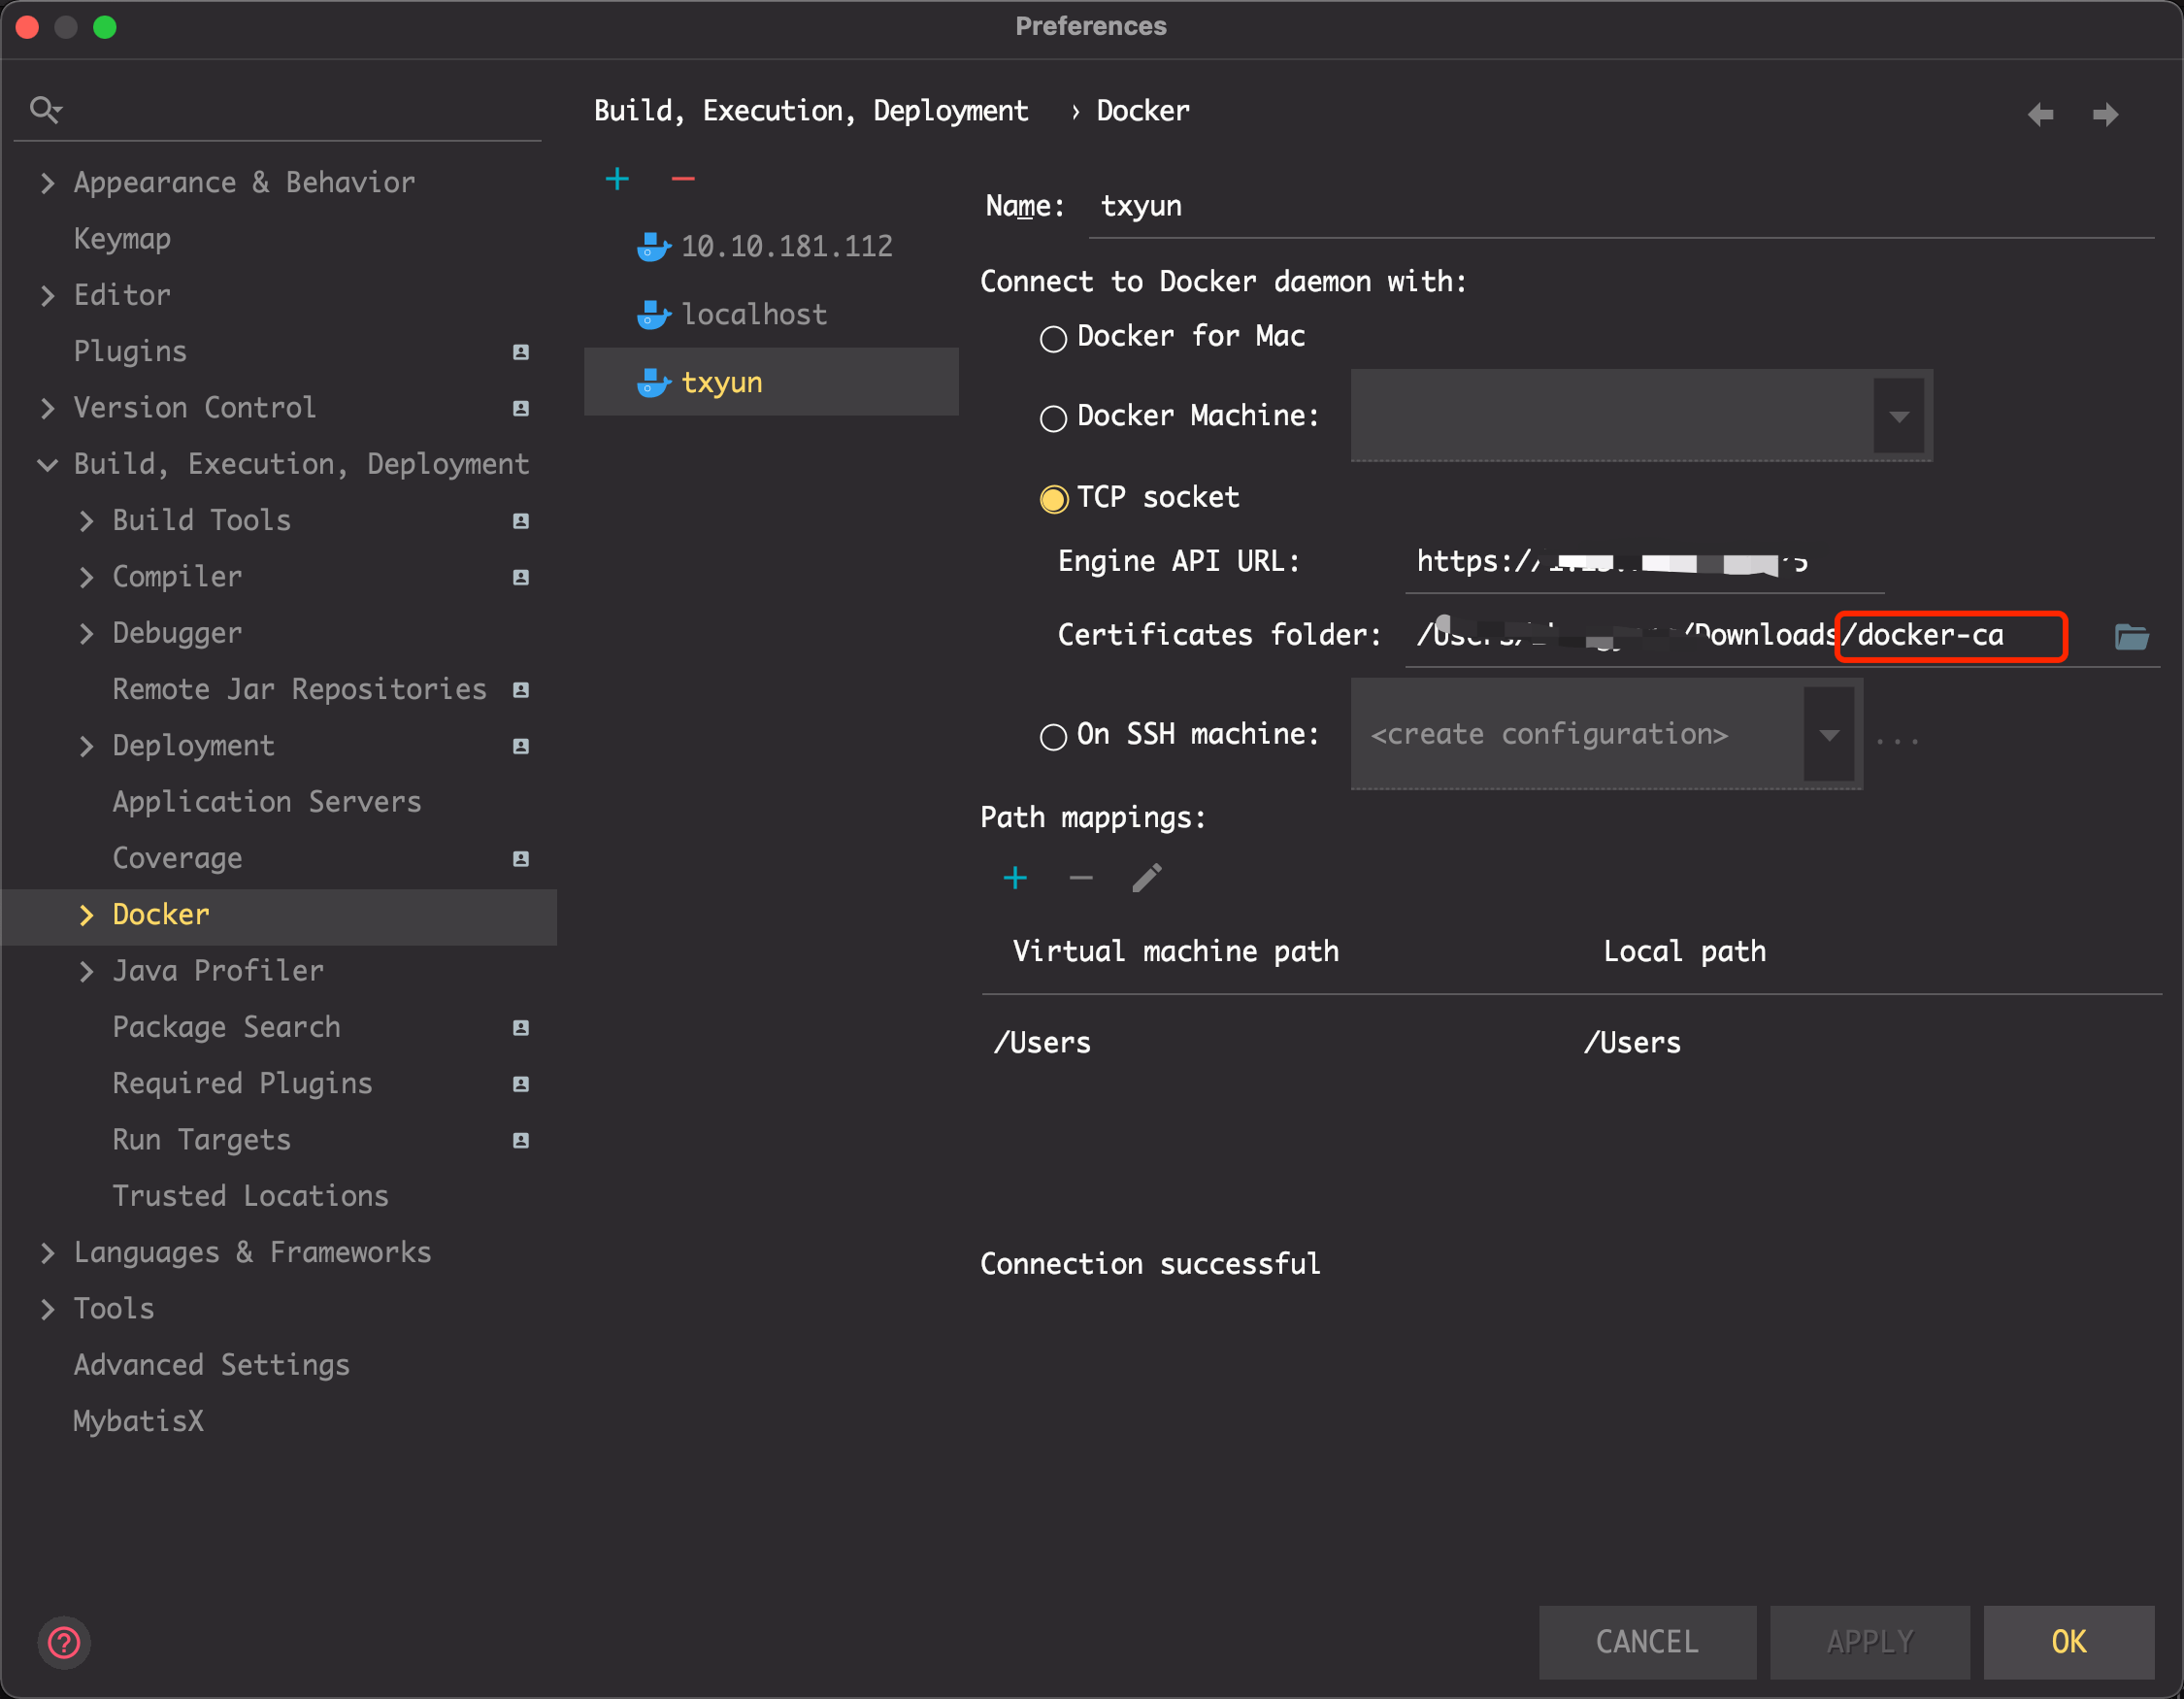 Preferences
Build, Execution, Deployment › Docker
Appearance & Behavior
Keymap
Editor
Plugins
Version Control
Build, Execution, Deployment
Build Tools
Compiler
Debugger
Remote Jar Repositories
Deployment
Application Servers
Coverage
Docker
Java Profiler
Package Search
Required Plugins
Run Targets
Trusted Locations
Languages & Frameworks
Tools
Advanced Settings
MybatisX
10.10.181.112
localhost
txyun
Name: txyun
Connect to Docker daemon with:
Docker for Mac
Docker Machine:
TCP socket
Engine API URL: https://
Certificates folder: /Users/ /Downloads/docker-ca
On SSH machine: <create configuration> ...
Path mappings:
Virtual machine path Local path
/Users /Users
Connection successful
? CANCEL APPLY OK